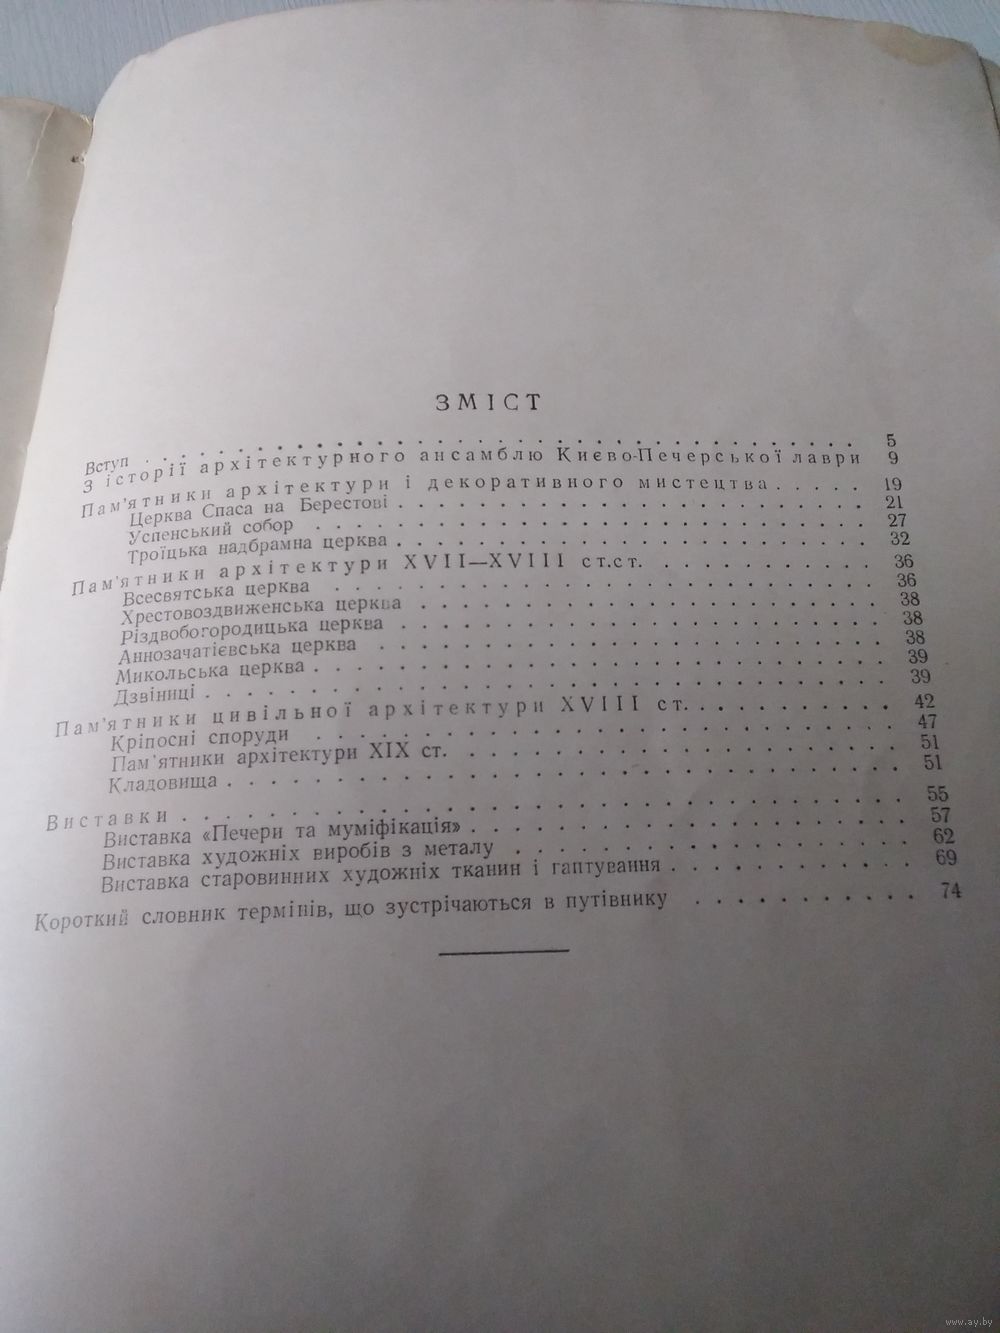 ЗМІСТ
Вступ . . . . . . . . . . . . . . . . . . . . 5
З історії архітектурного ансамблю Києво-Печерської лаври 9
Пам'ятники архітектури і декоративного мистецтва . . . . . 19
Церква Спаса на Берестові . . . . . . . . . . . . . . . 21
Успенський собор . . . . . . . . . . . . . . . . . . 27
Троїцька надбрамна церква . . . . . . . . . . . . . . . 32
Пам'ятники архітектури XVII—XVIII ст.ст. . . . . . . . . . 36
Всесвятська церква . . . . . . . . . . . . . . . . . 36
Хрестовоздвиженська церква . . . . . . . . . . . . . . 38
Різдвобогородицька церква . . . . . . . . . . . . . . . 38
Аннозачатієвська церква . . . . . . . . . . . . . . . . 38
Микольська церква . . . . . . . . . . . . . . . . . . 39
Дзвіниці . . . . . . . . . . . . . . . . . . . . . . 39
Пам'ятники цивільної архітектури XVIII ст. . . . . . . . . . 42
Кріпосні споруди . . . . . . . . . . . . . . . . . . 47
Пам'ятники архітектури XIX ст. . . . . . . . . . . . . . 51
Кладовища . . . . . . . . . . . . . . . . . . . . . 51
Виставки . . . . . . . . . . . . . . . . . . . . . . 55
Виставка «Печери та муміфікація» . . . . . . . . . . . . 57
Виставка художніх виробів з металу . . . . . . . . . . . 62
Виставка старовинних художніх тканин і гаптування . . . . . . 69
Короткий словник термінів, що зустрічаються в путівнику . . . . . . 74
www.ay.by